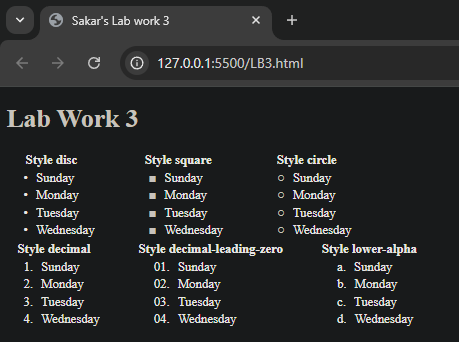 Sakar's Lab work 3
127.0.0.1:5500/LB3.html
Lab Work 3
Style disc Style square Style circle
• Sunday ■ Sunday ○ Sunday
• Monday ■ Monday ○ Monday
• Tuesday ■ Tuesday ○ Tuesday
• Wednesday ■ Wednesday ○ Wednesday
Style decimal Style decimal-leading-zero Style lower-alpha
1. Sunday 01. Sunday a. Sunday
2. Monday 02. Monday b. Monday
3. Tuesday 03. Tuesday c. Tuesday
4. Wednesday 04. Wednesday d. Wednesday